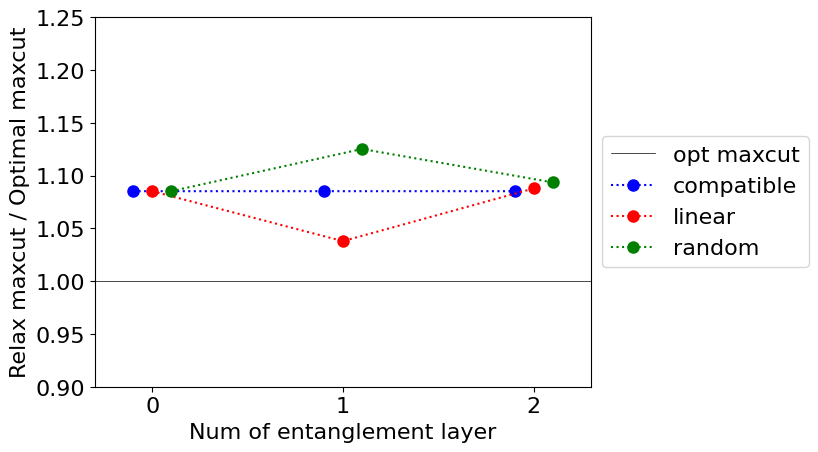 Relax maxcut / Optimal maxcut
1.25
1.20
1.15
1.10
1.05
1.00
0.95
0.90
0 1 2
Num of entanglement layer
opt maxcut
compatible
linear
random